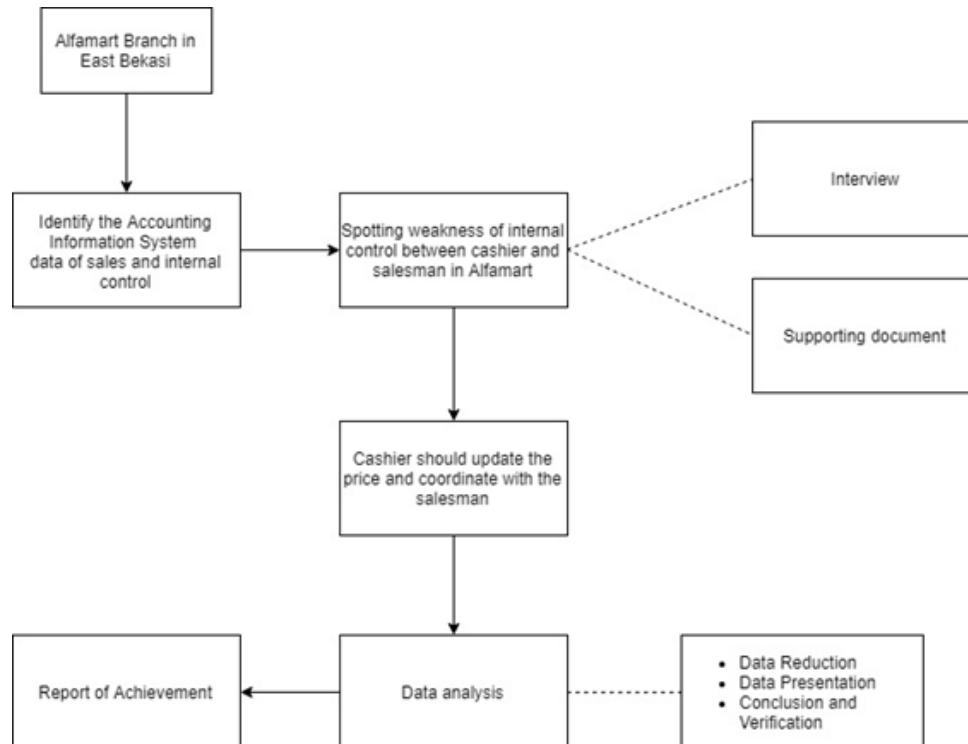 Alfamart Branch in
East Bekasi
Identify the Accounting
Information System
data of sales and internal
control
Spotting weakness of internal
control between cashier and
salesman in Alfamart
Interview
Supporting document
Cashier should update the
price and coordinate with the
salesman
Report of Achievement
Data analysis
• Data Reduction
• Data Presentation
• Conclusion and
Verification